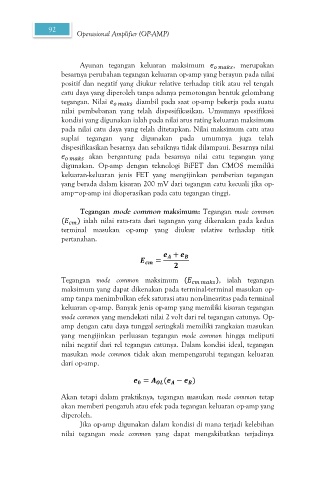 92
Operasional Amplifier (OP-AMP)
Ayunan tegangan keluaran maksimum e₀ maks. merupakan
besarnya perubahan tegangan keluaran op-amp yang berayun pada nilai
positif dan negatif yang diukur relative terhadap titik atau rel tengah
catu daya yang diperoleh tanpa adanya pemotongan bentuk gelombang
tegangan. Nilai e₀ maks diambil pada saat op-amp bekerja pada suatu
nilai pembebanan yang telah dispesifikasikan. Umumnya spesifikasi
kondisi yang digunakan ialah pada nilai arus rating keluaran maksimum
pada nilai catu daya yang telah ditetapkan. Nilai maksimum catu atau
suplai tegangan yang digunakan pada umumnya juga telah
dispesifikasikan besarnya dan sebaiknya tidak dilampaui. Besarnya nilai
e₀ maks akan bergantung pada besarnya nilai catu tegangan yang
digunakan. Op-amp dengan teknologi BiFET dan CMOS memiliki
keluaran-keluaran jenis FET yang mengijinkan pemberian tegangan
yang berada dalam kisaran 200 mV dari tegangan catu kecuali jika op-
amp-op-amp ini dioperasikan pada catu tegangan tinggi.
Tegangan mode common maksimum: Tegangan mode common
(E_cm) ialah nilai rata-rata dari tegangan yang dikenakan pada kedua
terminal masukan op-amp yang diukur relative terhadap titik
pertanahan.
E_cm = (e_A + e_B) / 2
Tegangan mode common maksimum (E_cm maks). ialah tegangan
maksimum yang dapat dikenakan pada terminal-terminal masukan op-
amp tanpa menimbulkan efek saturasi atau non-linearitas pada terminal
keluaran op-amp. Banyak jenis op-amp yang memiliki kisaran tegangan
mode common yang mendekati nilai 2 volt dari rel tegangan catunya. Op-
amp dengan catu daya tunggal seringkali memiliki rangkaian masukan
yang mengijinkan perluasan tegangan mode common hingga meliputi
nilai negatif dari rel tegangan catunya. Dalam kondisi ideal, tegangan
masukan mode common tidak akan mempengaruhi tegangan keluaran
dari op-amp.
e₀ = A_OL(e_A − e_B)
Akan tetapi dalam praktiknya, tegangan masukan mode common tetap
akan memberi pengaruh atau efek pada tegangan keluaran op-amp yang
diperoleh.
Jika op-amp digunakan dalam kondisi di mana terjadi kelebihan
nilai tegangan mode common yang dapat mengakibatkan terjadinya